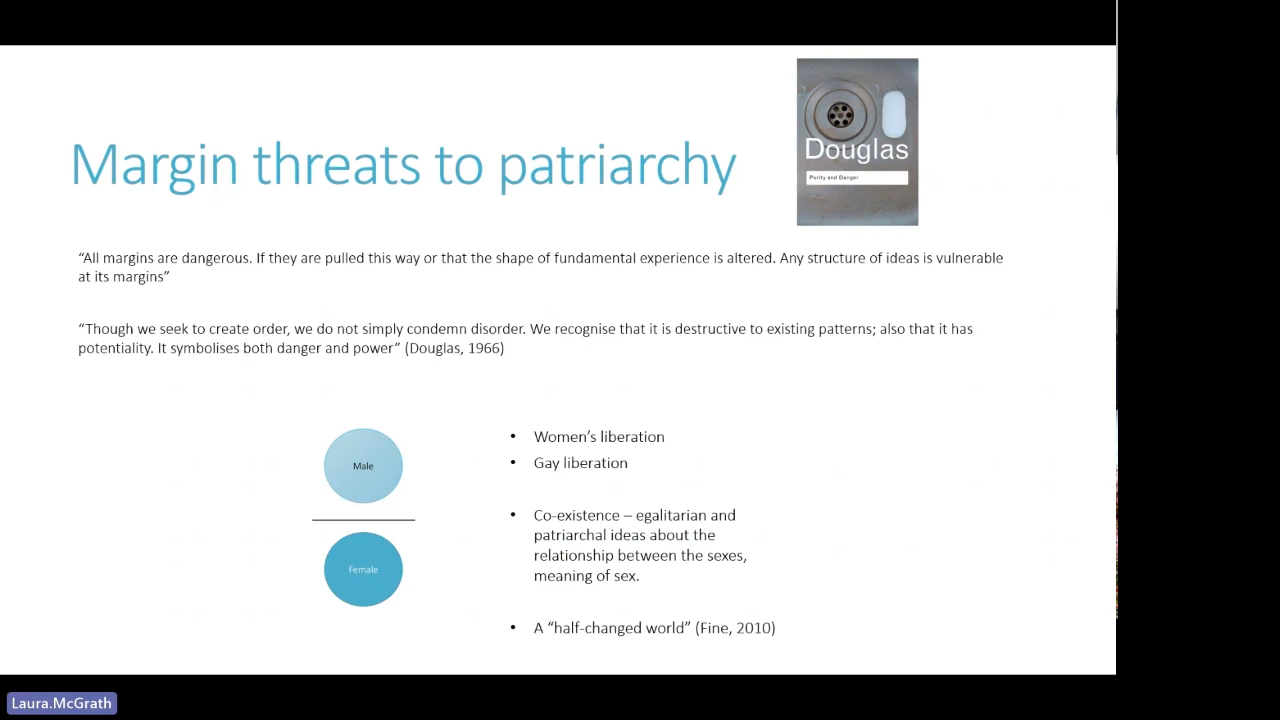 Margin threats to patriarchy
Douglas
Purity and Danger
“All margins are dangerous. If they are pulled this way or that the shape of fundamental experience is altered. Any structure of ideas is vulnerable
at its margins”
“Though we seek to create order, we do not simply condemn disorder. We recognise that it is destructive to existing patterns; also that it has
potentiality. It symbolises both danger and power” (Douglas, 1966)
Male
Female
• Women’s liberation
• Gay liberation
• Co-existence – egalitarian and
patriarchal ideas about the
relationship between the sexes,
meaning of sex.
• A “half-changed world” (Fine, 2010)
Laura.McGrath